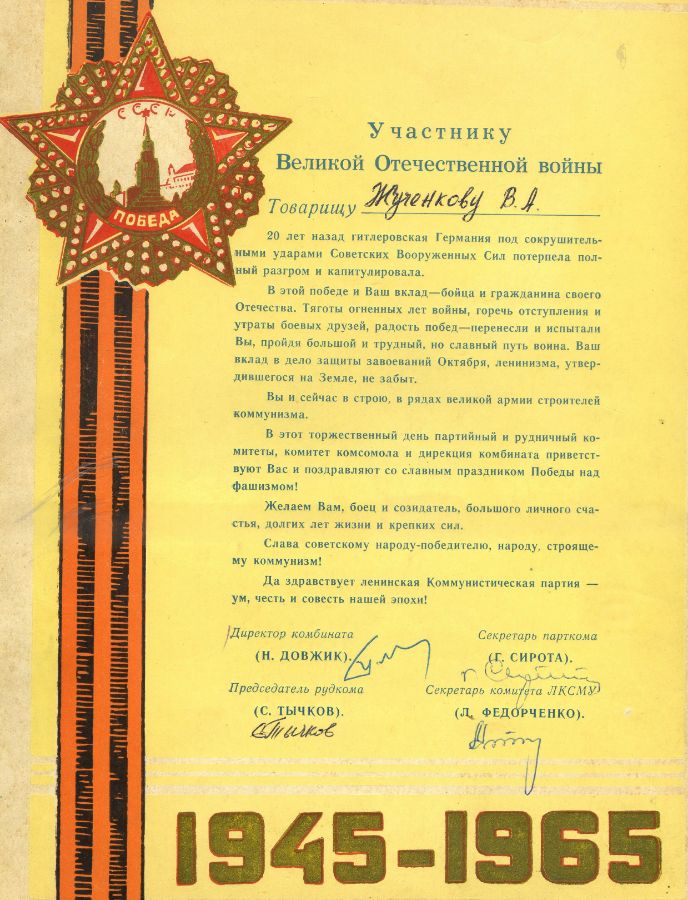 СССР
ПОБЕДА
Участнику
Великой Отечественной войны
Товарищу Жученкову В. А.
20 лет назад гитлеровская Германия под сокрушитель-
ными ударами Советских Вооруженных Сил потерпела пол-
ный разгром и капитулировала.
В этой победе и Ваш вклад—бойца и гражданина своего
Отечества. Тяготы огненных лет войны, горечь отступления и
утраты боевых друзей, радость побед—перенесли и испытали
Вы, пройдя большой и трудный, но славный путь воина. Ваш
вклад в дело защиты завоеваний Октября, ленинизма, утвер-
дившегося на Земле, не забыт.
Вы и сейчас в строю, в рядах великой армии строителей
коммунизма.
В этот торжественный день партийный и рудничный ко-
митеты, комитет комсомола и дирекция комбината приветст-
вуют Вас и поздравляют со славным праздником Победы над
фашизмом!
Желаем Вам, боец и созидатель, большого личного сча-
стья, долгих лет жизни и крепких сил.
Слава советскому народу-победителю, народу, строяще-
му коммунизм!
Да здравствует ленинская Коммунистическая партия —
ум, честь и совесть нашей эпохи!
Директор комбината
(Н. ДОВЖИК).
Секретарь парткома
(Г. СИРОТА).
Председатель рудкома
(С. ТЫЧКОВ).
С. Тычков
Секретарь комитета ЛКСМУ
(Л. ФЕДОРЧЕНКО).
1945-1965